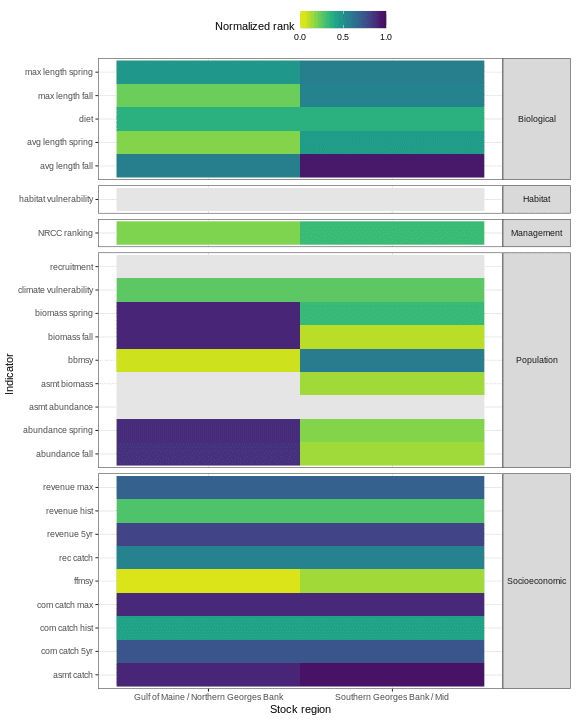 Normalized rank
0.0 0.5 1.0
max length spring
max length fall
diet
avg length spring
avg length fall
Biological
habitat vulnerability
Habitat
NRCC ranking
Management
recruitment
climate vulnerability
biomass spring
biomass fall
bbmsy
asmt biomass
asmt abundance
abundance spring
abundance fall
Population
revenue max
revenue hist
revenue 5yr
rec catch
ffmsy
com catch max
com catch hist
com catch 5yr
asmt catch
Socioeconomic
Indicator
Gulf of Maine / Northern Georges Bank
Southern Georges Bank / Mid
Stock region